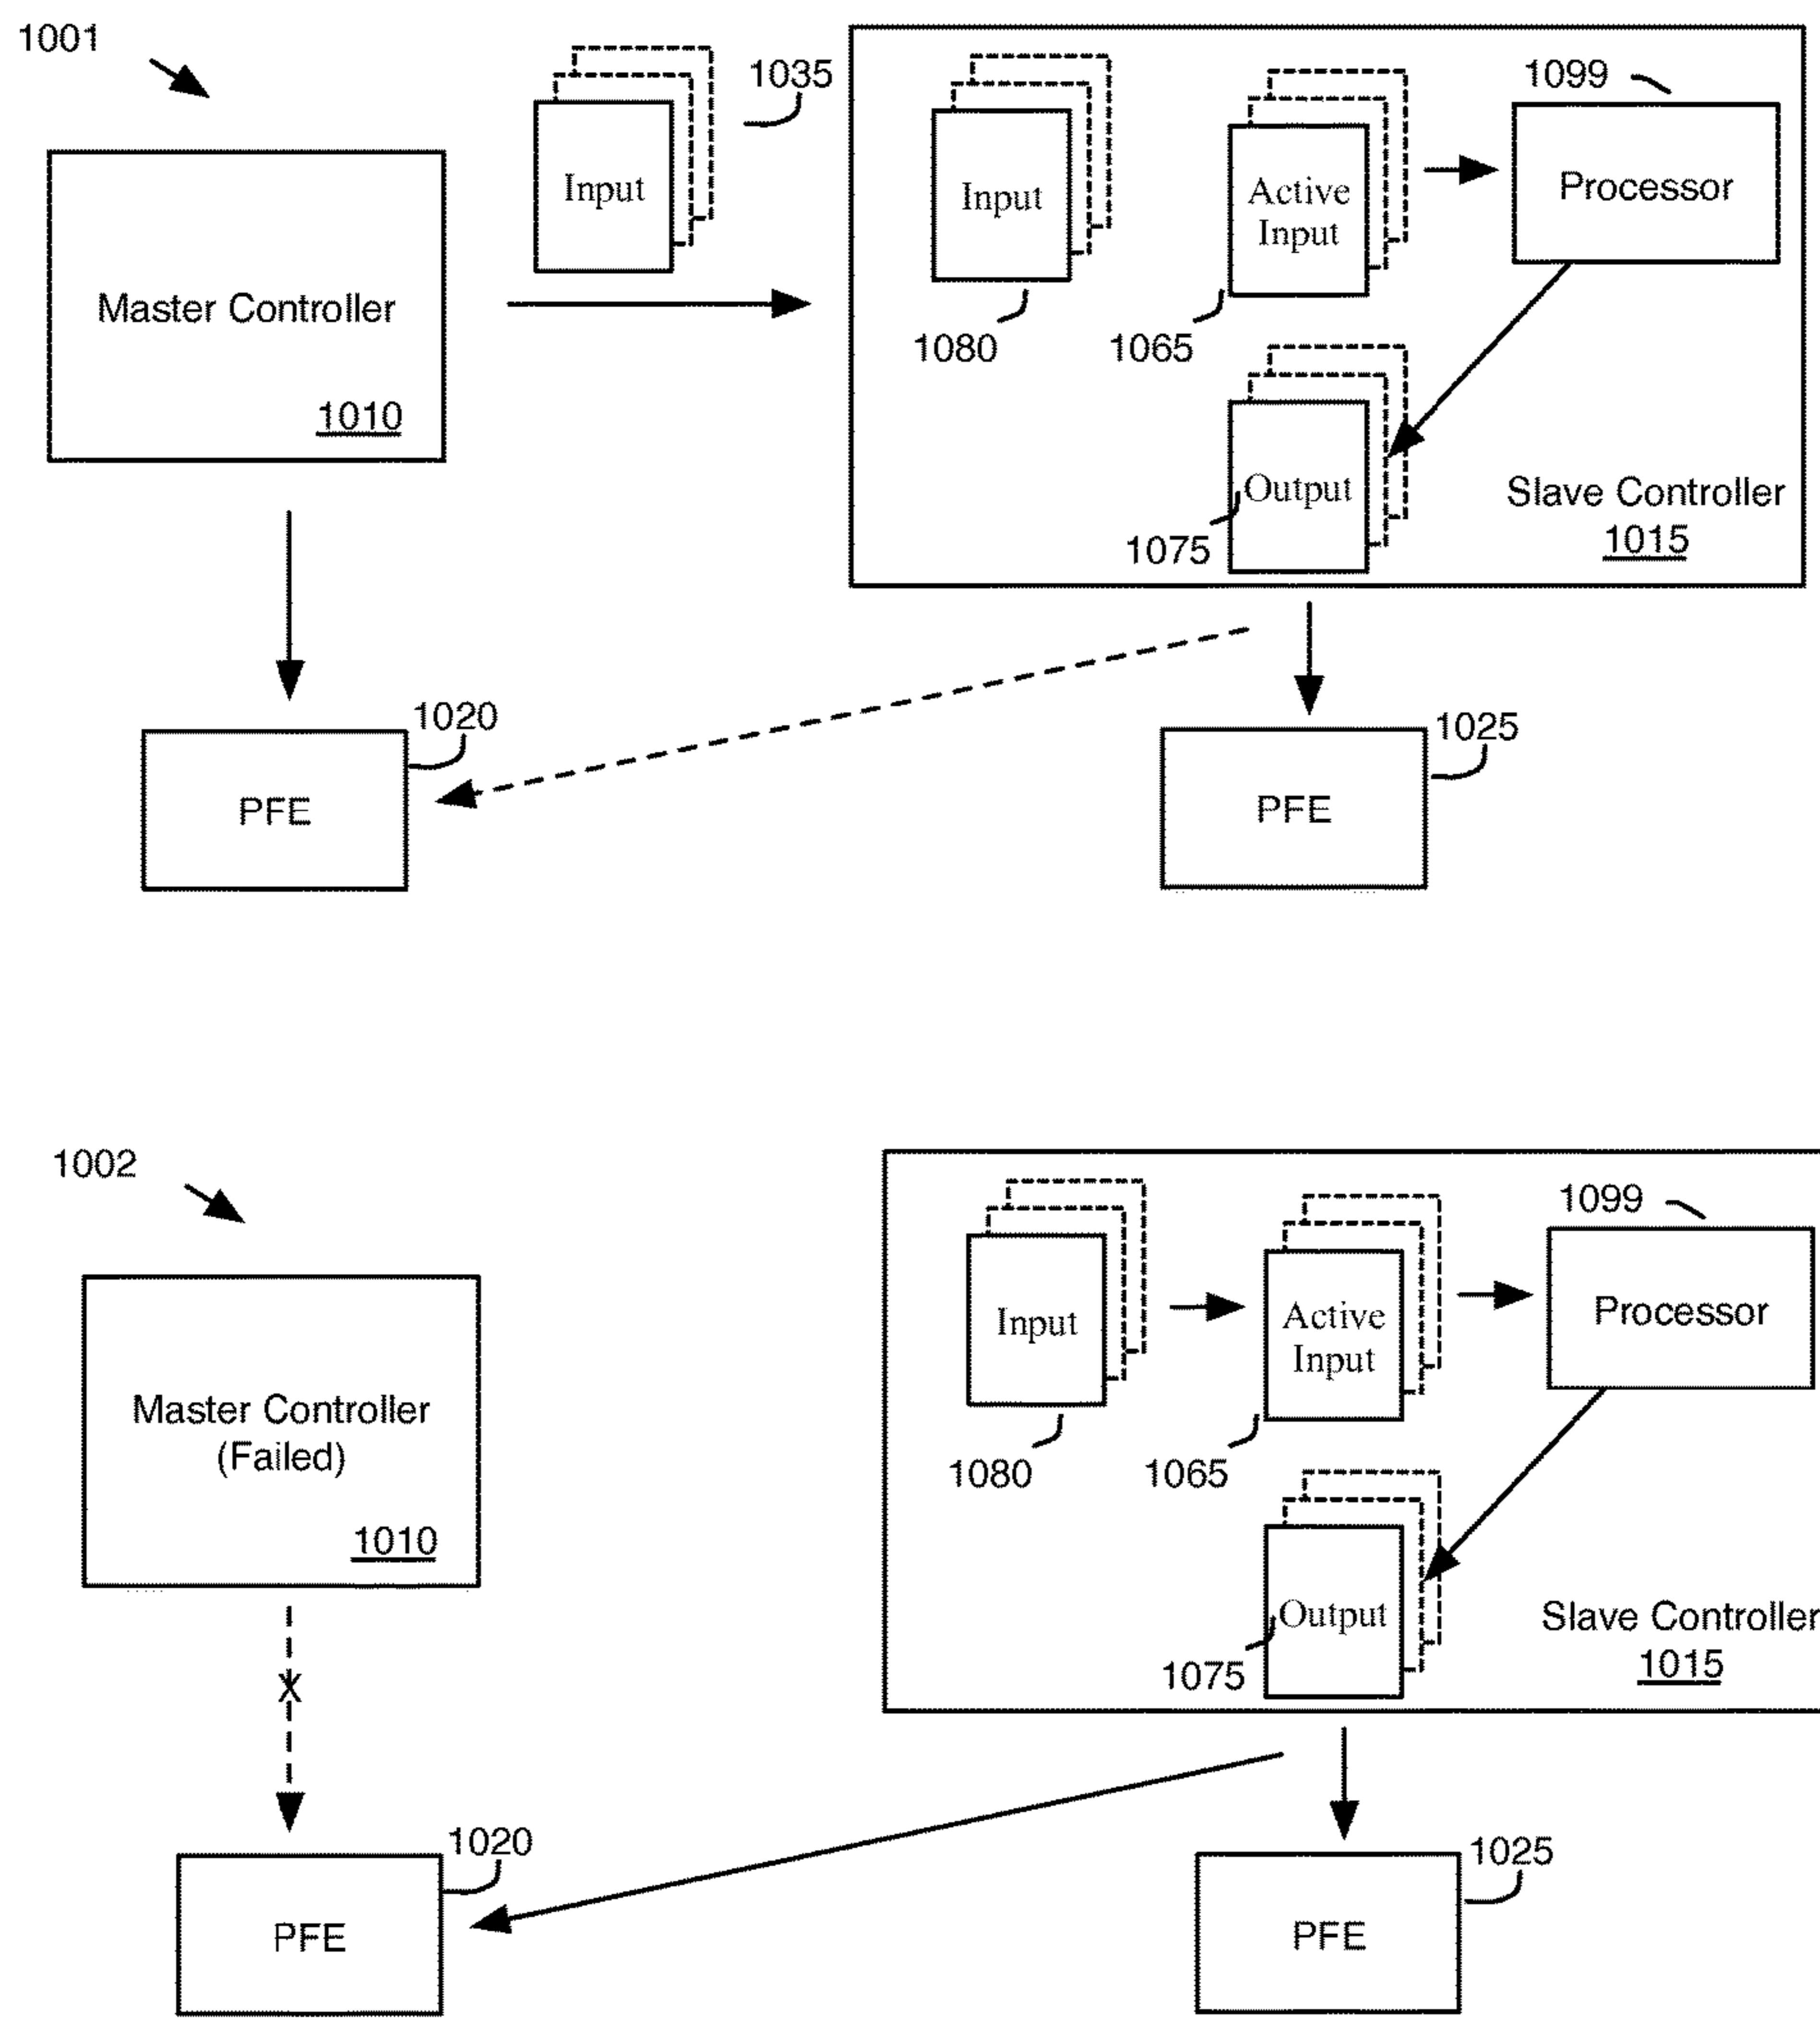 1001
1035
Input
Master Controller
1010
1099
Input
Active
Input
Processor
1080
1065
Output
1075
Slave Controller
1015
1020
PFE
1025
PFE
1002
Master Controller
(Failed)
1010
1099
Input
Active
Input
Processor
1080
1065
Output
1075
Slave Controller
1015
X
1020
PFE
1025
PFE